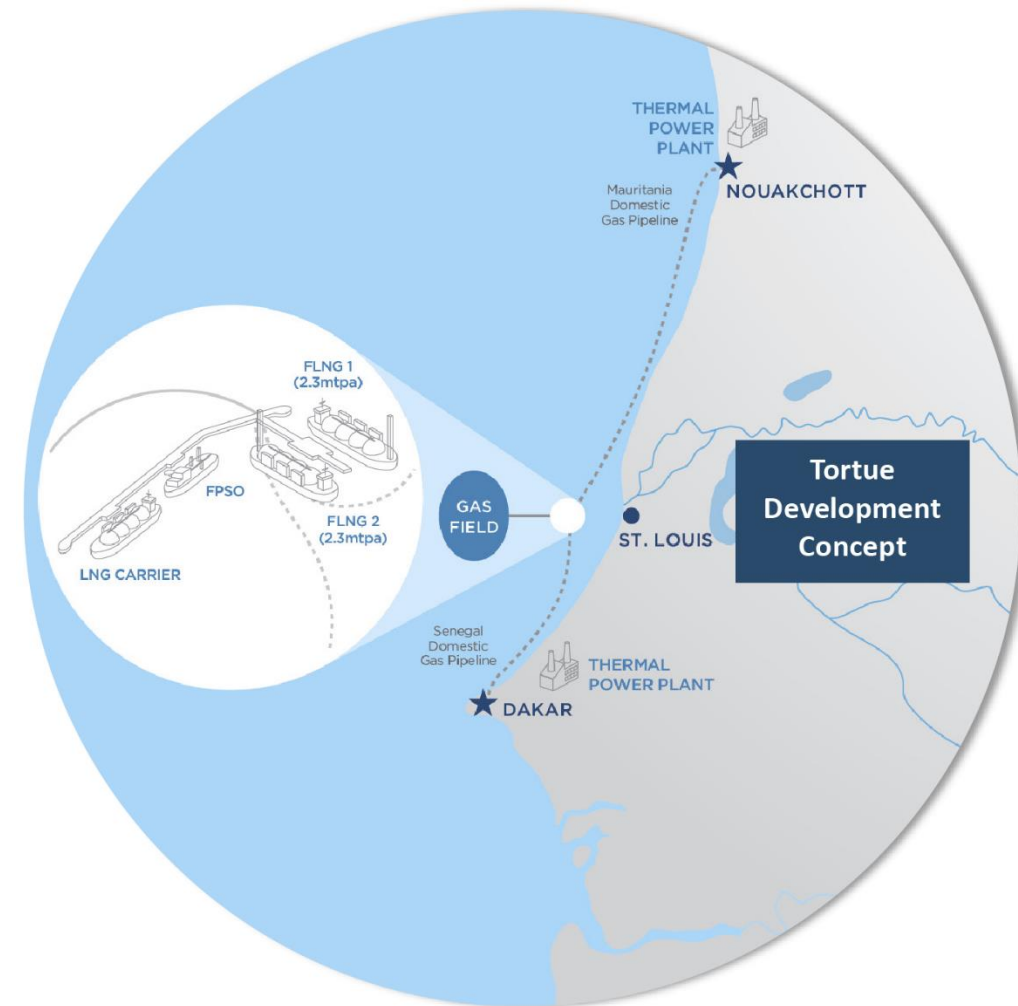 THERMAL
POWER
PLANT
NOUAKCHOTT
Mauritania
Domestic
Gas Pipeline
FLNG 1
(2.3mtpa)
FPSO
FLNG 2
(2.3mtpa)
LNG CARRIER
GAS
FIELD
ST. LOUIS
Tortue
Development
Concept
Senegal
Domestic
Gas Pipeline
THERMAL
POWER PLANT
DAKAR